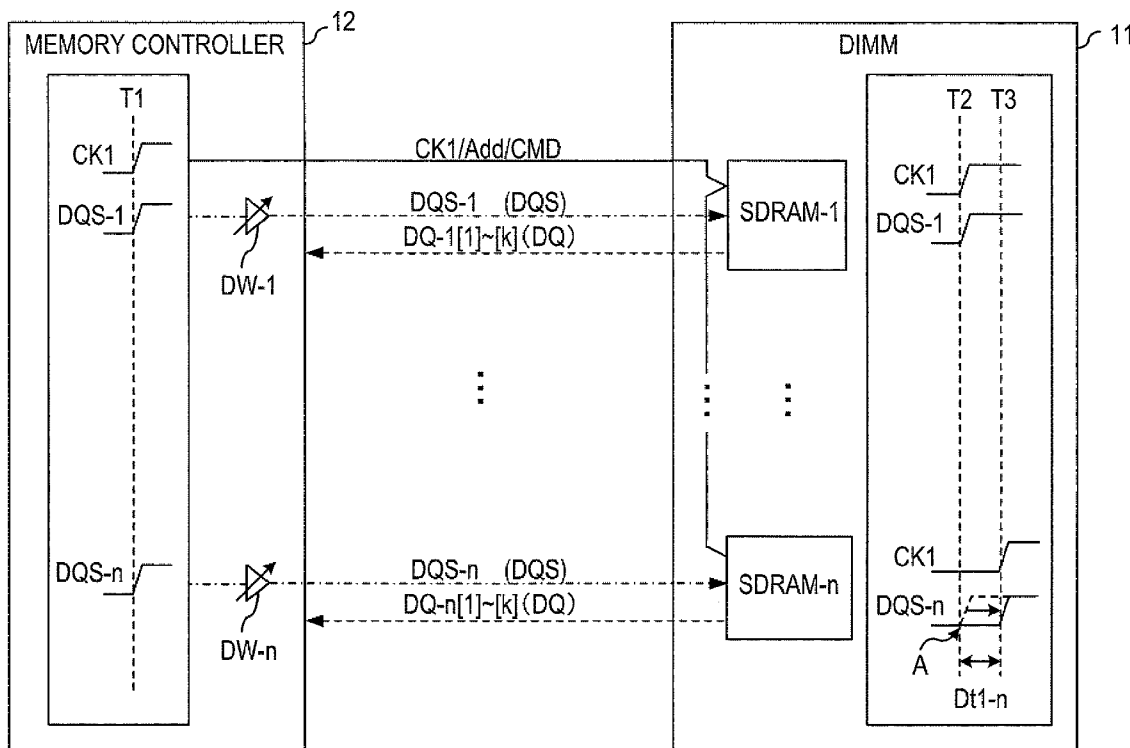 12
11
MEMORY CONTROLLER
DIMM
T1
T2 T3
CK1
CK1/Add/CMD
CK1
DQS-1
DQS-1 (DQS)
SDRAM-1
DQS-1
DQ-1[1]~[k](DQ)
DW-1
CK1
DQS-n
DQS-n (DQS)
SDRAM-n
DQS-n
DQ-n[1]~[k](DQ)
DW-n
A
Dt1-n